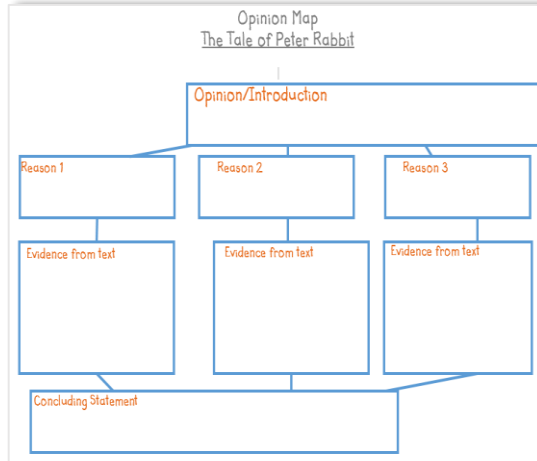 Opinion Map
The Tale of Peter Rabbit
Opinion/Introduction
Reason 1
Reason 2
Reason 3
Evidence from text
Evidence from text
Evidence from text
Concluding Statement